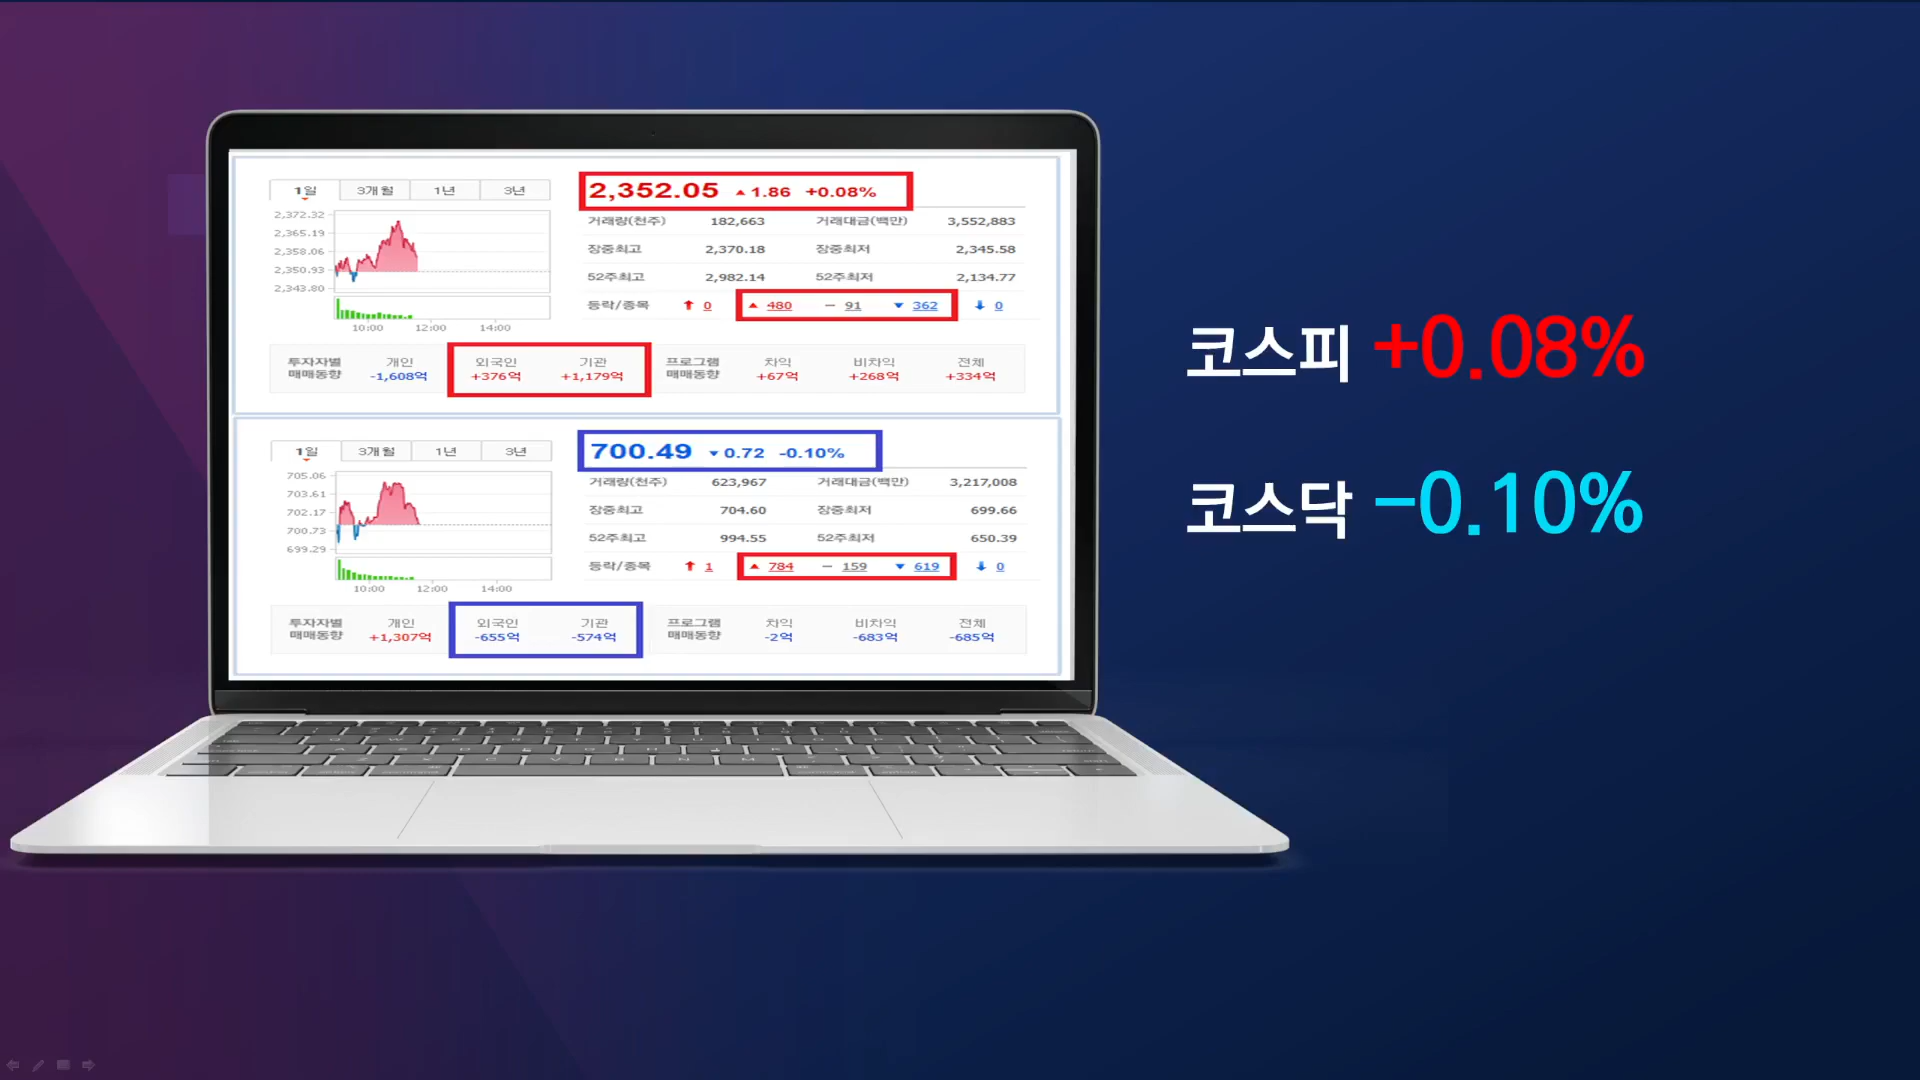 1일 3개월 1년 3년
2,352.05 ▲1.86 +0.08%
2,372.32
2,365.19
2,358.06
2,350.93
2,343.80
10:00 12:00 14:00
거래량(천주) 182,663 거래대금(백만) 3,552,883
장중최고 2,370.18 장중최저 2,345.58
52주최고 2,982.14 52주최저 2,134.77
등락/종목 ⬆ 0 ▲ 480 － 91 ▼ 362 ⬇ 0
투자자별 매매동향 개인 -1,608억 외국인 +376억 기관 +1,179억
프로그램 매매동향 차익 +67억 비차익 +268억 전체 +334억
1일 3개월 1년 3년
700.49 ▼0.72 -0.10%
705.06
703.61
702.17
700.73
699.29
10:00 12:00 14:00
거래량(천주) 623,967 거래대금(백만) 3,217,008
장중최고 704.60 장중최저 699.66
52주최고 994.55 52주최저 650.39
등락/종목 ⬆ 1 ▲ 784 － 159 ▼ 619 ⬇ 0
투자자별 매매동향 개인 +1,307억 외국인 -655억 기관 -574억
프로그램 매매동향 차익 -2억 비차익 -683억 전체 -685억
코스피 +0.08%
코스닥 -0.10%